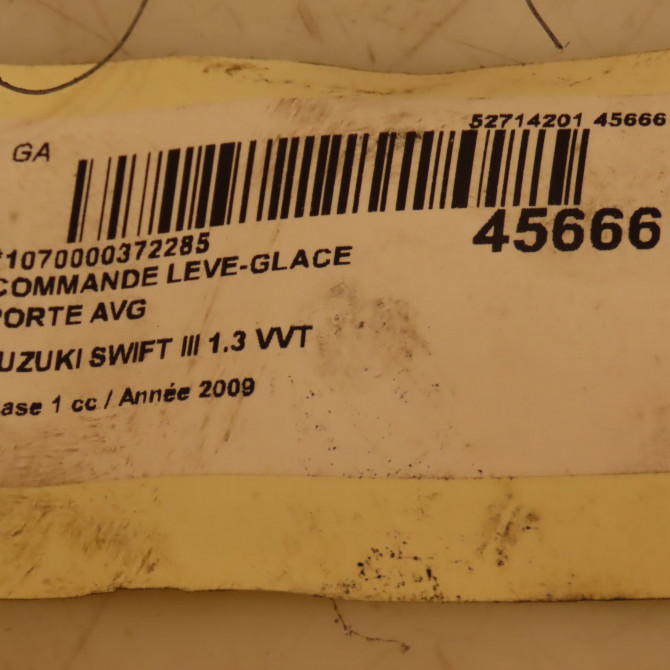 GA
52714201 45666
*1070000372285
45666
COMMANDE LEVE-GLACE
PORTE AVG
UZUKI SWIFT III 1.3 VVT
ase 1 cc / Année 2009